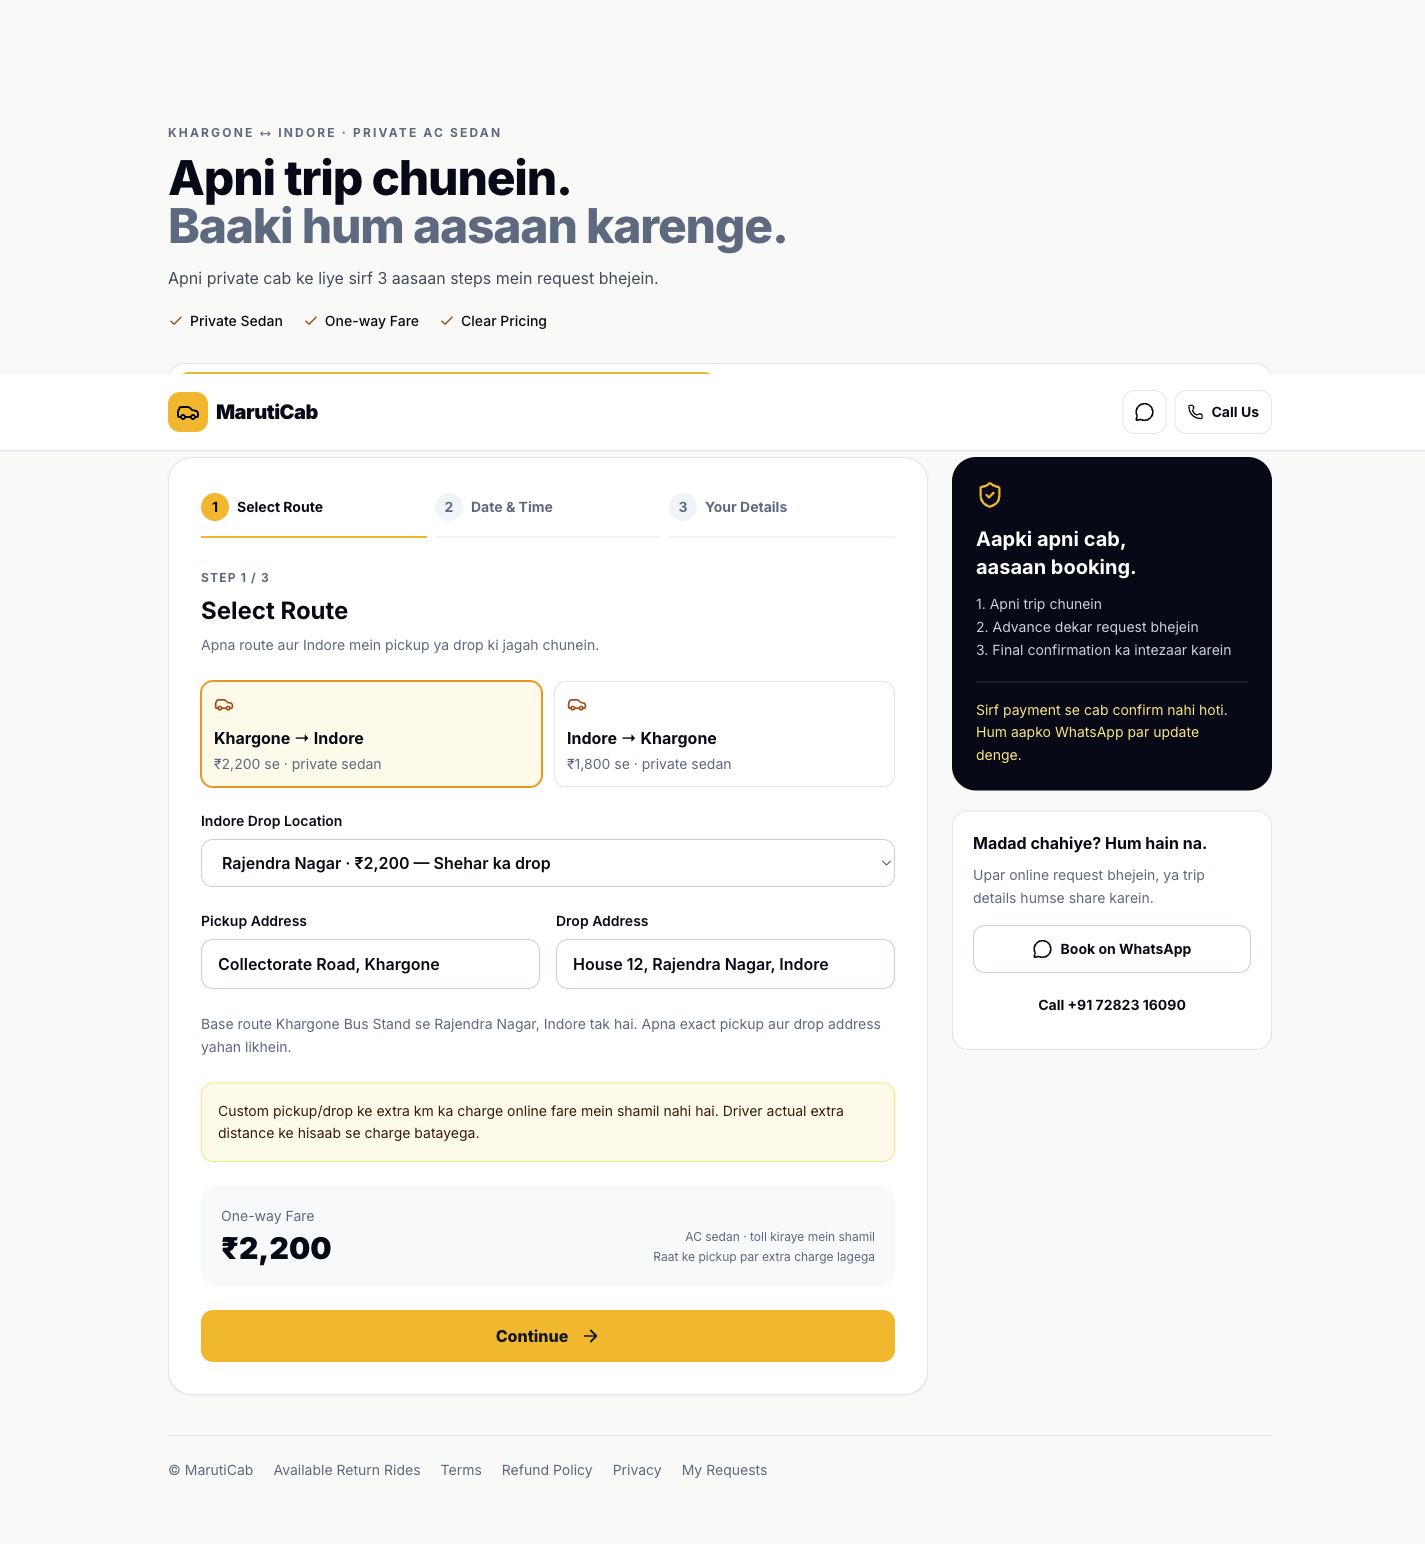 KHARGONE ↔ INDORE · PRIVATE AC SEDAN
Apni trip chunein.
Baaki hum aasaan karenge.
Apni private cab ke liye sirf 3 aasaan steps mein request bhejein.
Private Sedan
One-way Fare
Clear Pricing
MarutiCab
Call Us
1 Select Route
2 Date & Time
3 Your Details
STEP 1 / 3
Select Route
Apna route aur Indore mein pickup ya drop ki jagah chunein.
Khargone → Indore
₹2,200 se · private sedan
Indore → Khargone
₹1,800 se · private sedan
Indore Drop Location
Rajendra Nagar · ₹2,200 — Shehar ka drop
Pickup Address
Collectorate Road, Khargone
Drop Address
House 12, Rajendra Nagar, Indore
Base route Khargone Bus Stand se Rajendra Nagar, Indore tak hai. Apna exact pickup aur drop address
yahan likhein.
Custom pickup/drop ke extra km ka charge online fare mein shamil nahi hai. Driver actual extra
distance ke hisaab se charge batayega.
One-way Fare
₹2,200
AC sedan · toll kiraye mein shamil
Raat ke pickup par extra charge lagega
Continue →
Aapki apni cab,
aasaan booking.
1. Apni trip chunein
2. Advance dekar request bhejein
3. Final confirmation ka intezaar karein
Sirf payment se cab confirm nahi hoti.
Hum aapko WhatsApp par update
denge.
Madad chahiye? Hum hain na.
Upar online request bhejein, ya trip
details humse share karein.
Book on WhatsApp
Call +91 72823 16090
© MarutiCab
Available Return Rides
Terms
Refund Policy
Privacy
My Requests